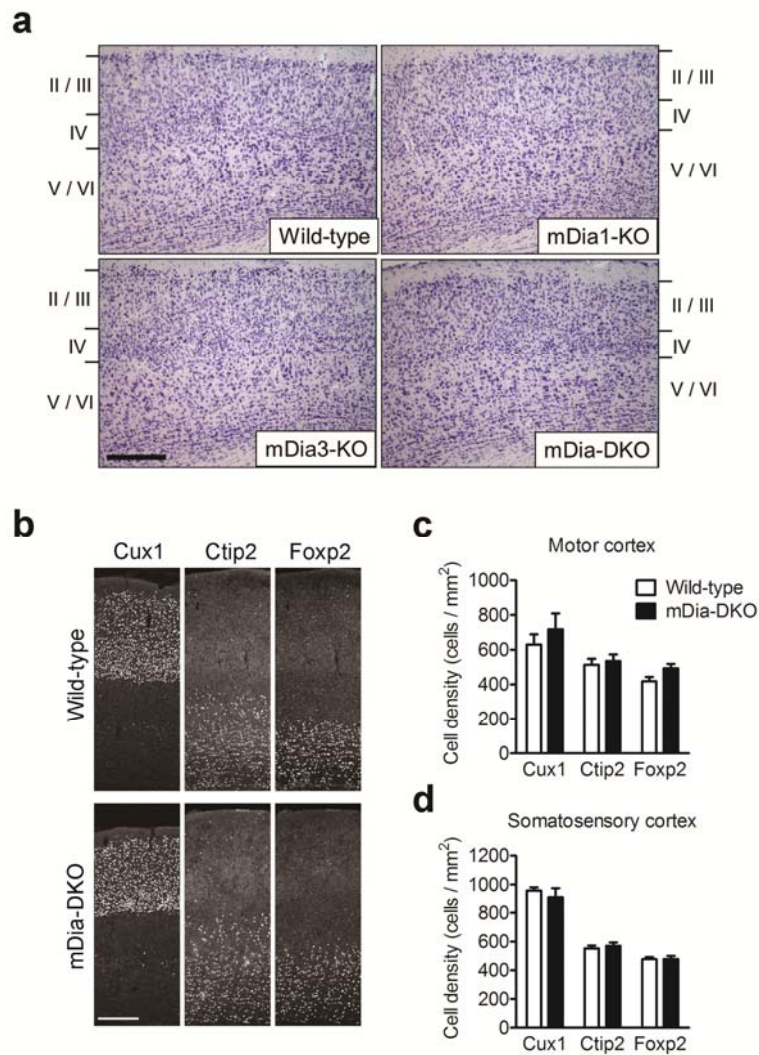 a
II / III
IV
V / VI
Wild-type
II / III
IV
V / VI
mDia1-KO
II / III
IV
V / VI
mDia3-KO
II / III
IV
V / VI
mDia-DKO
b
Cux1 Ctip2 Foxp2
Wild-type
mDia-DKO
c
Motor cortex
Cell density (cells / mm²)
1000
800
600
400
200
0
Wild-type
mDia-DKO
Cux1 Ctip2 Foxp2
d
Somatosensory cortex
Cell density (cells / mm²)
1200
1000
800
600
400
200
0
Cux1 Ctip2 Foxp2